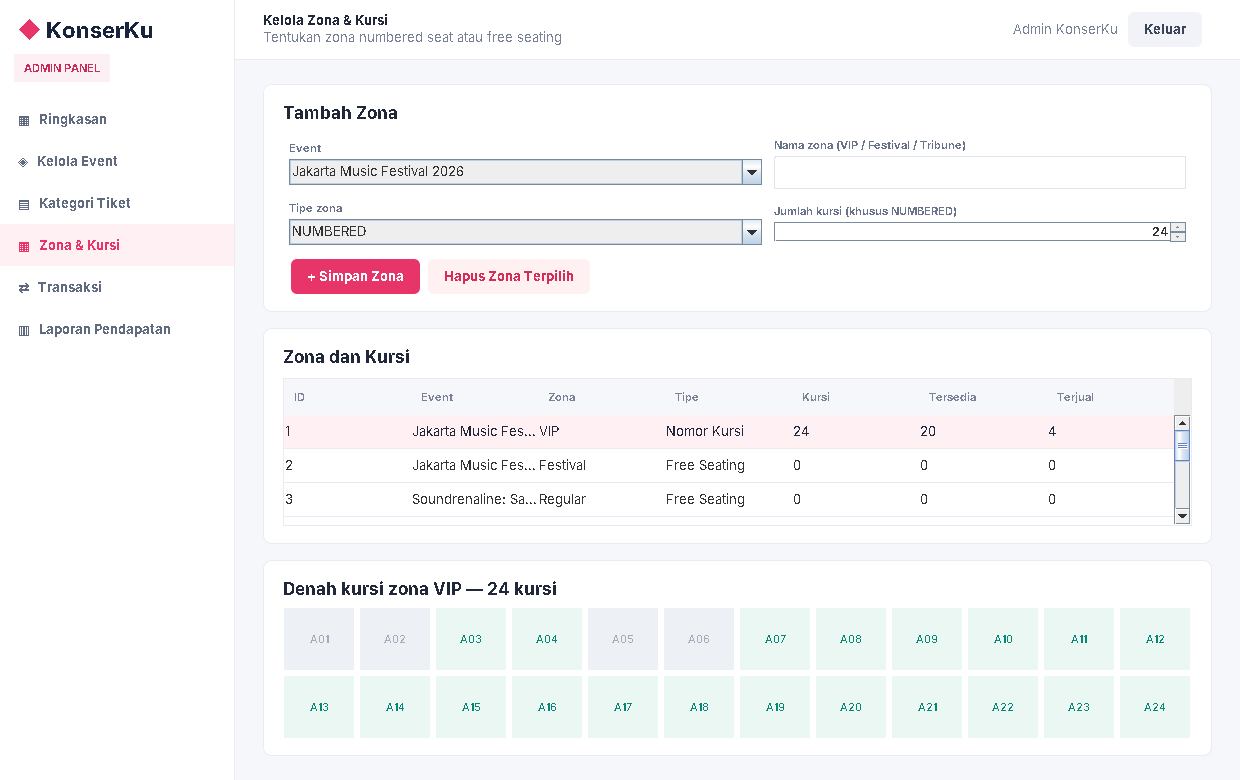 KonserKu
ADMIN PANEL
Ringkasan
Kelola Event
Kategori Tiket
Zona & Kursi
Transaksi
Laporan Pendapatan
Kelola Zona & Kursi
Tentukan zona numbered seat atau free seating
Admin KonserKu
Keluar
Tambah Zona
Event
Jakarta Music Festival 2026
Nama zona (VIP / Festival / Tribune)
Tipe zona
NUMBERED
Jumlah kursi (khusus NUMBERED)
24
+ Simpan Zona
Hapus Zona Terpilih
Zona dan Kursi
ID Event Zona Tipe Kursi Tersedia Terjual
1 Jakarta Music Fes... VIP Nomor Kursi 24 20 4
2 Jakarta Music Fes... Festival Free Seating 0 0 0
3 Soundrenaline: Sa... Regular Free Seating 0 0 0
Denah kursi zona VIP — 24 kursi
A01 A02 A03 A04 A05 A06 A07 A08 A09 A10 A11 A12
A13 A14 A15 A16 A17 A18 A19 A20 A21 A22 A23 A24